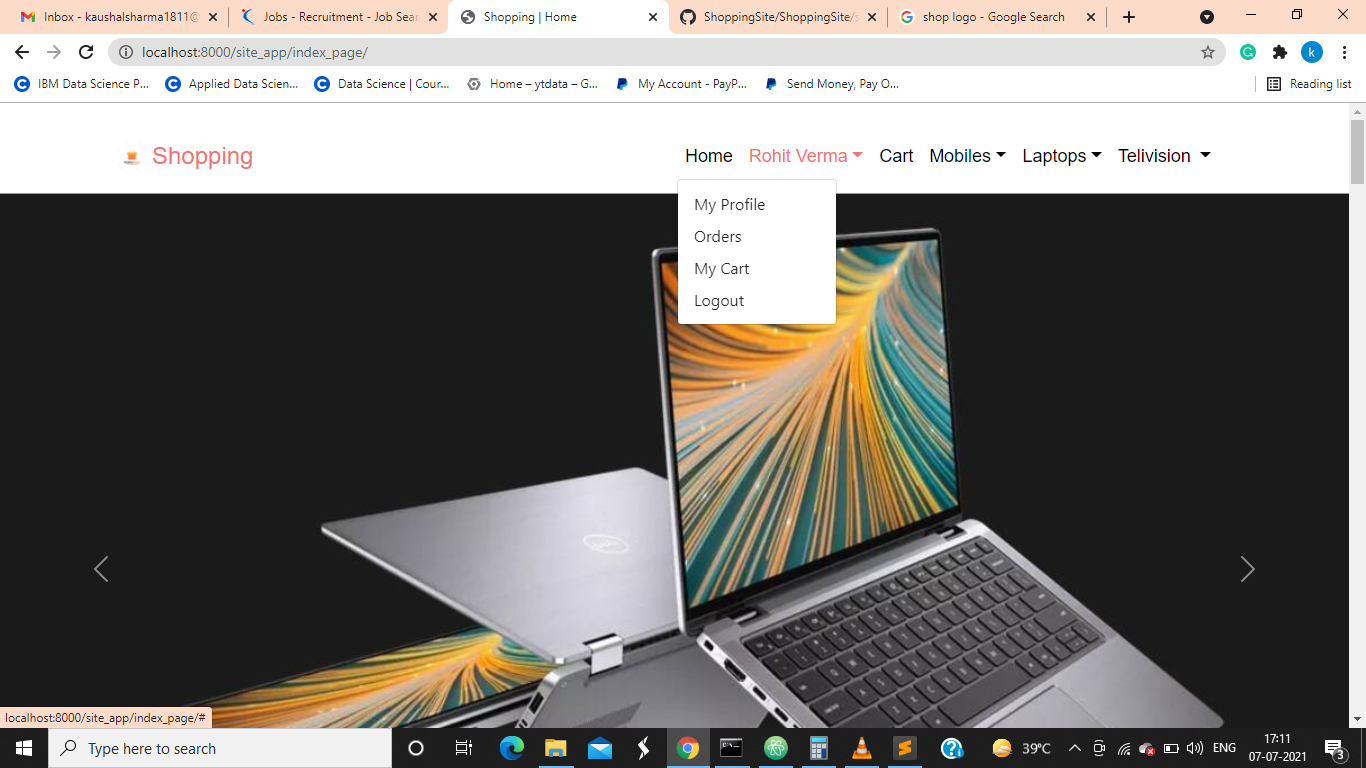 Inbox - kaushalsharma1811@
Jobs - Recruitment - Job Sear
Shopping | Home
ShoppingSite/ShoppingSite/s
shop logo - Google Search
localhost:8000/site_app/index_page/
k
IBM Data Science P...
Applied Data Scien...
Data Science | Cour...
Home – ytdata – G...
My Account - PayP...
Send Money, Pay O...
Reading list
Shopping
Home
Rohit Verma
Cart
Mobiles
Laptops
Telivision
My Profile
Orders
My Cart
Logout
localhost:8000/site_app/index_page/#
Type here to search
39°C
ENG
17:11
07-07-2021
3